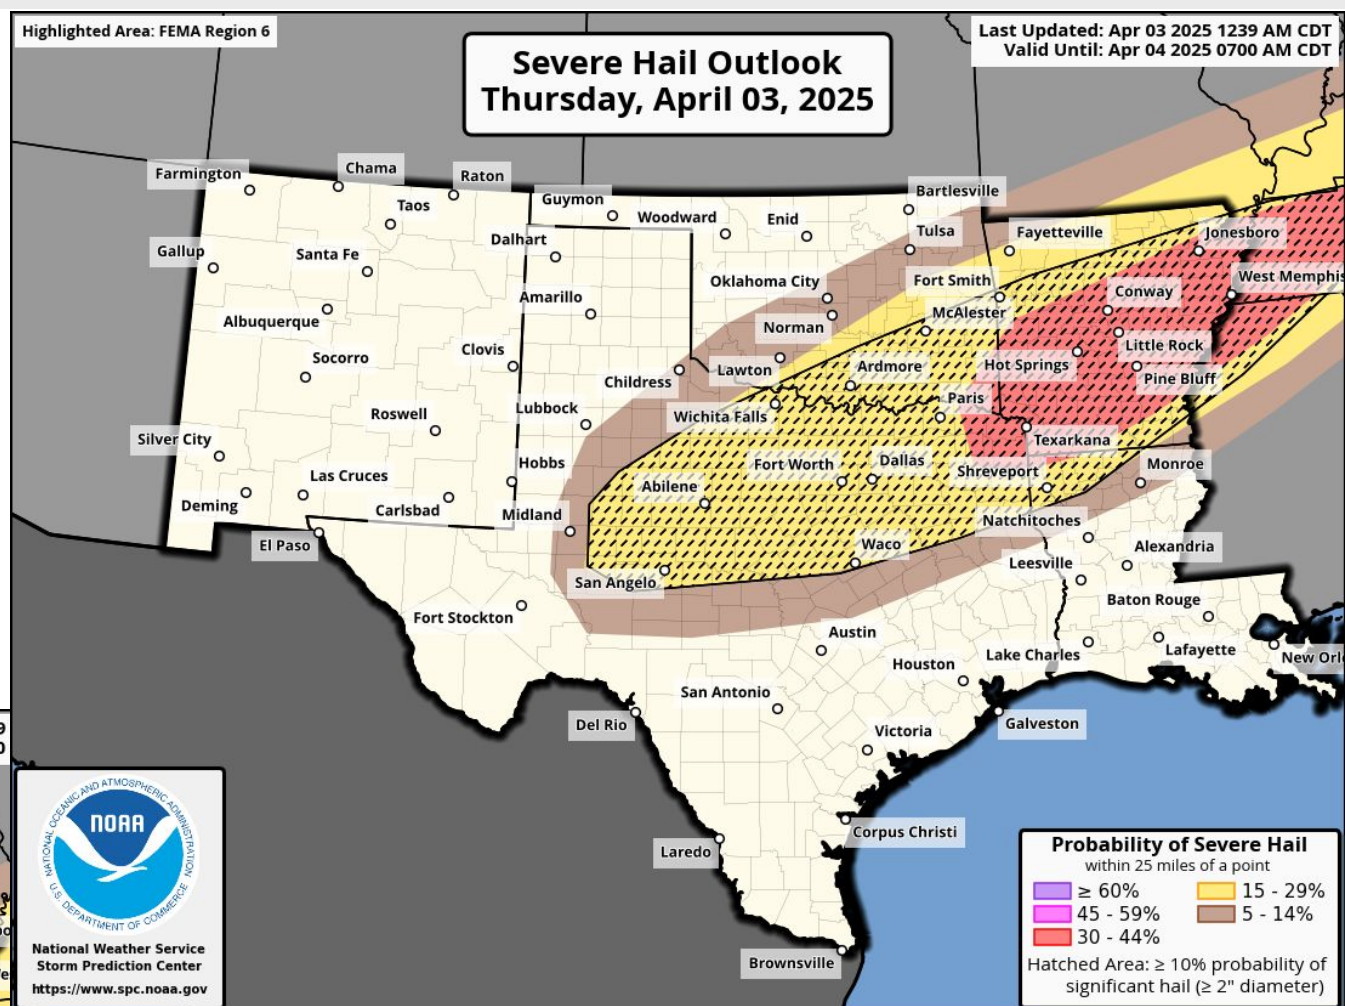 Highlighted Area: FEMA Region 6
Severe Hail Outlook
Thursday, April 03, 2025
Last Updated: Apr 03 2025 1239 AM CDT
Valid Until: Apr 04 2025 0700 AM CDT
Farmington
Chama
Raton
Taos
Guymon
Woodward
Enid
Bartlesville
Tulsa
Fayetteville
Jonesboro
Gallup
Santa Fe
Dalhart
Oklahoma City
Fort Smith
West Memphis
Amarillo
Conway
Albuquerque
Norman
McAlester
Socorro
Clovis
Childress
Lawton
Ardmore
Hot Springs
Little Rock
Pine Bluff
Roswell
Lubbock
Wichita Falls
Paris
Texarkana
Silver City
Las Cruces
Hobbs
Abilene
Fort Worth
Dallas
Shreveport
Monroe
Deming
Carlsbad
Midland
Natchitoches
El Paso
Waco
Leesville
Alexandria
San Angelo
Fort Stockton
Baton Rouge
Austin
Lake Charles
Lafayette
New Orl
Houston
San Antonio
Del Rio
Galveston
Victoria
Corpus Christi
Laredo
Brownsville
9
0
NATIONAL OCEANIC AND ATMOSPHERIC ADMINISTRATION
NOAA
U.S. DEPARTMENT OF COMMERCE
National Weather Service
Storm Prediction Center
https://www.spc.noaa.gov
Probability of Severe Hail
within 25 miles of a point
≥ 60%
15 - 29%
45 - 59%
5 - 14%
30 - 44%
Hatched Area: ≥ 10% probability of
significant hail (≥ 2" diameter)